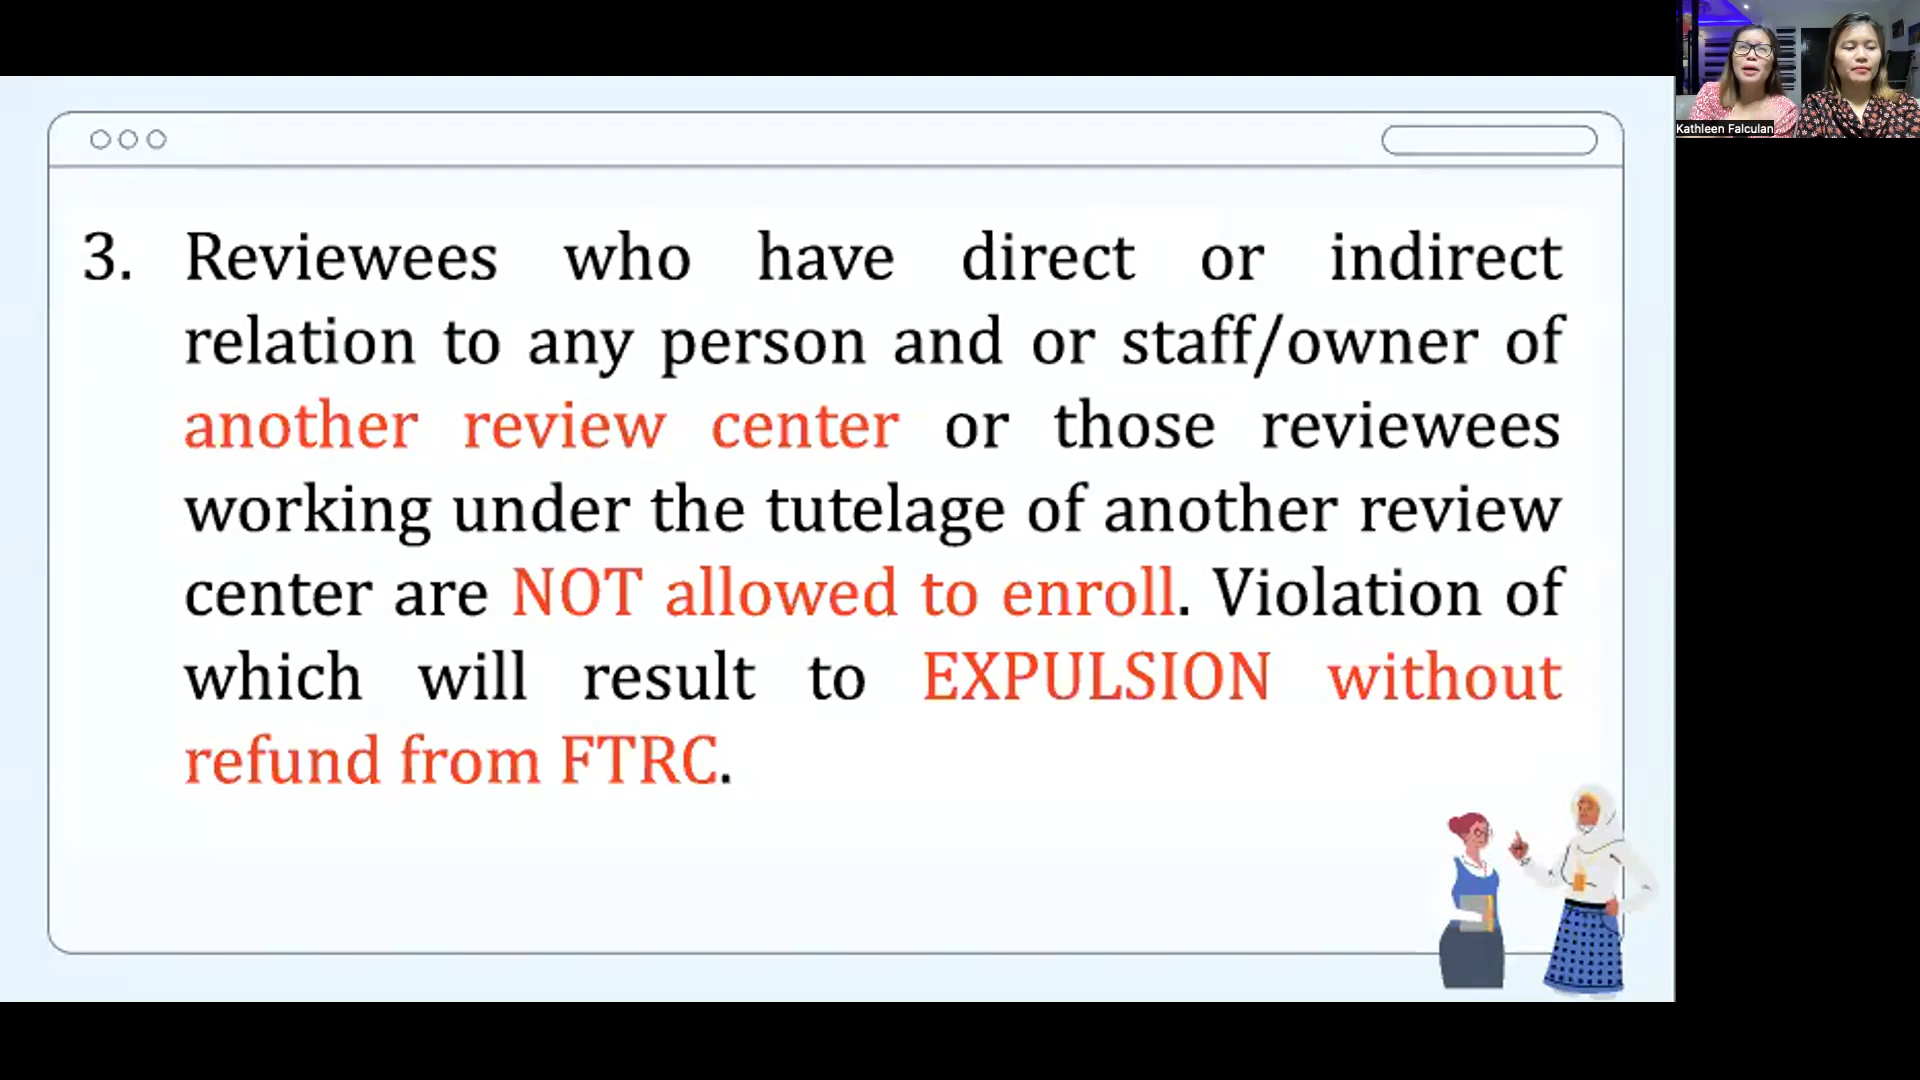 Kathleen Falculan
3. Reviewees who have direct or indirect
relation to any person and or staff/owner of
another review center or those reviewees
working under the tutelage of another review
center are NOT allowed to enroll. Violation of
which will result to EXPULSION without
refund from FTRC.